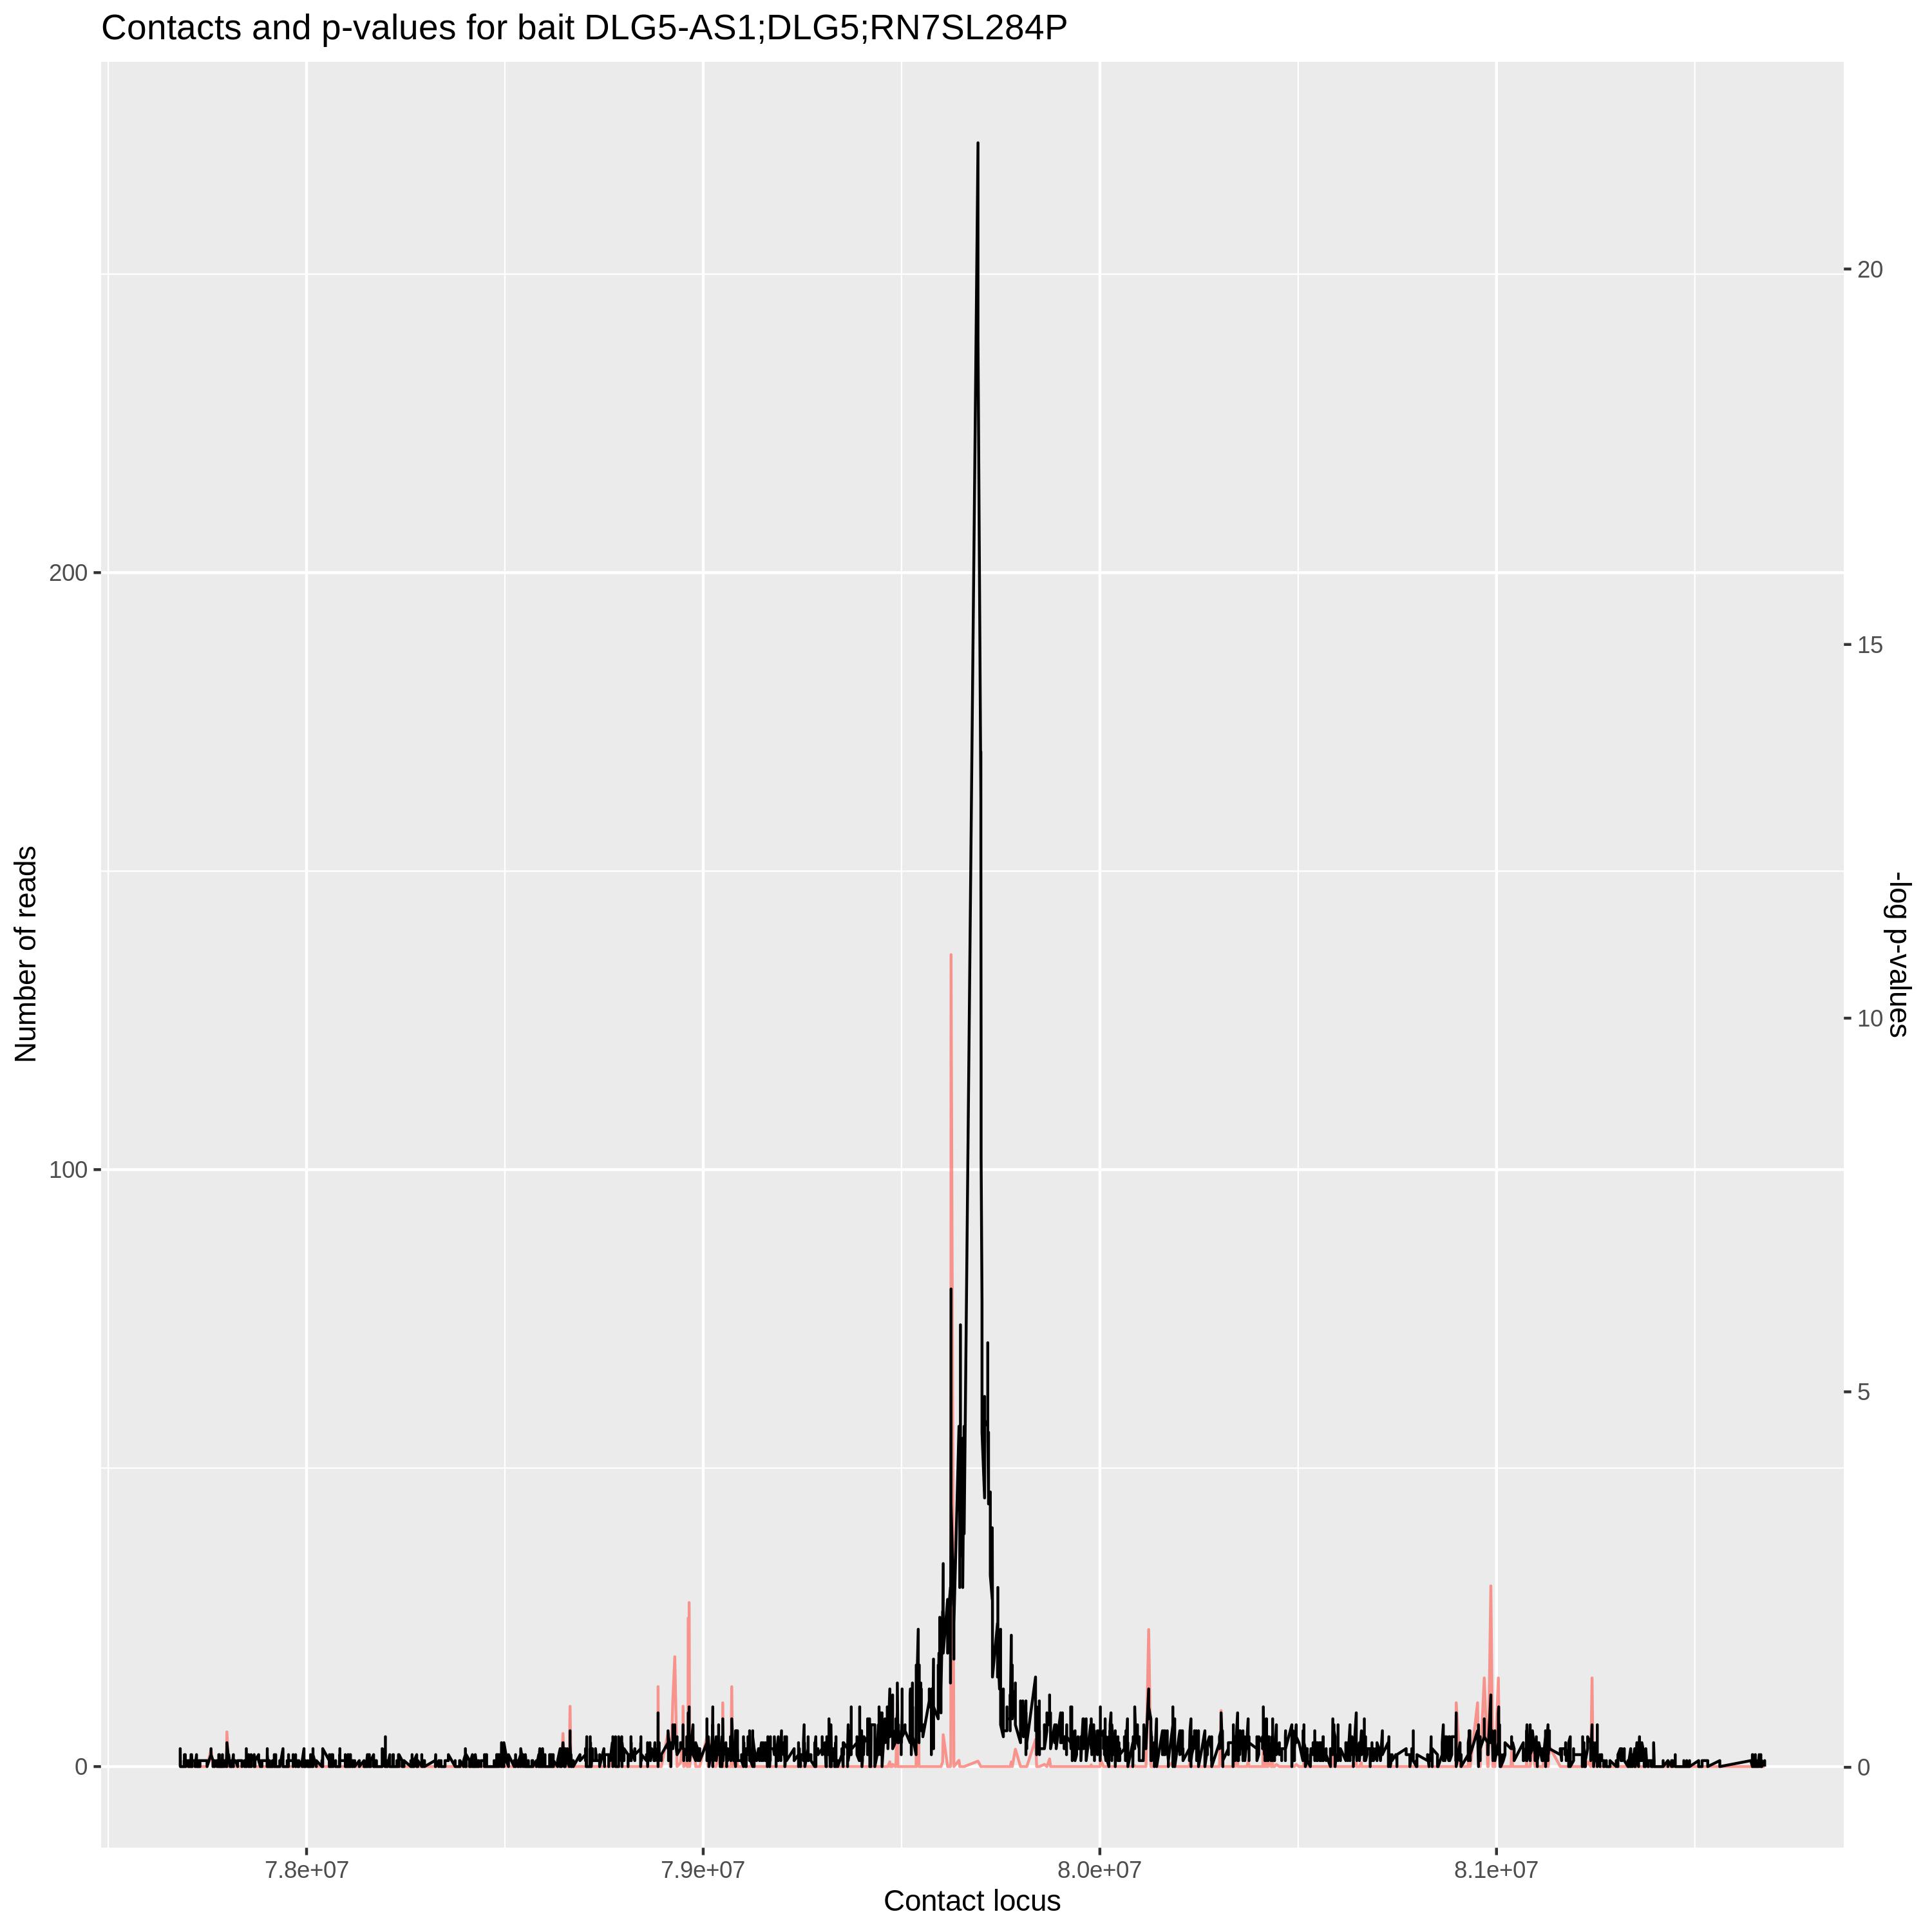 Contacts and p-values for bait DLG5-AS1;DLG5;RN7SL284P
Number of reads
200
100
0
20
15
10
5
0
-log p-values
7.8e+07
7.9e+07
8.0e+07
8.1e+07
Contact locus